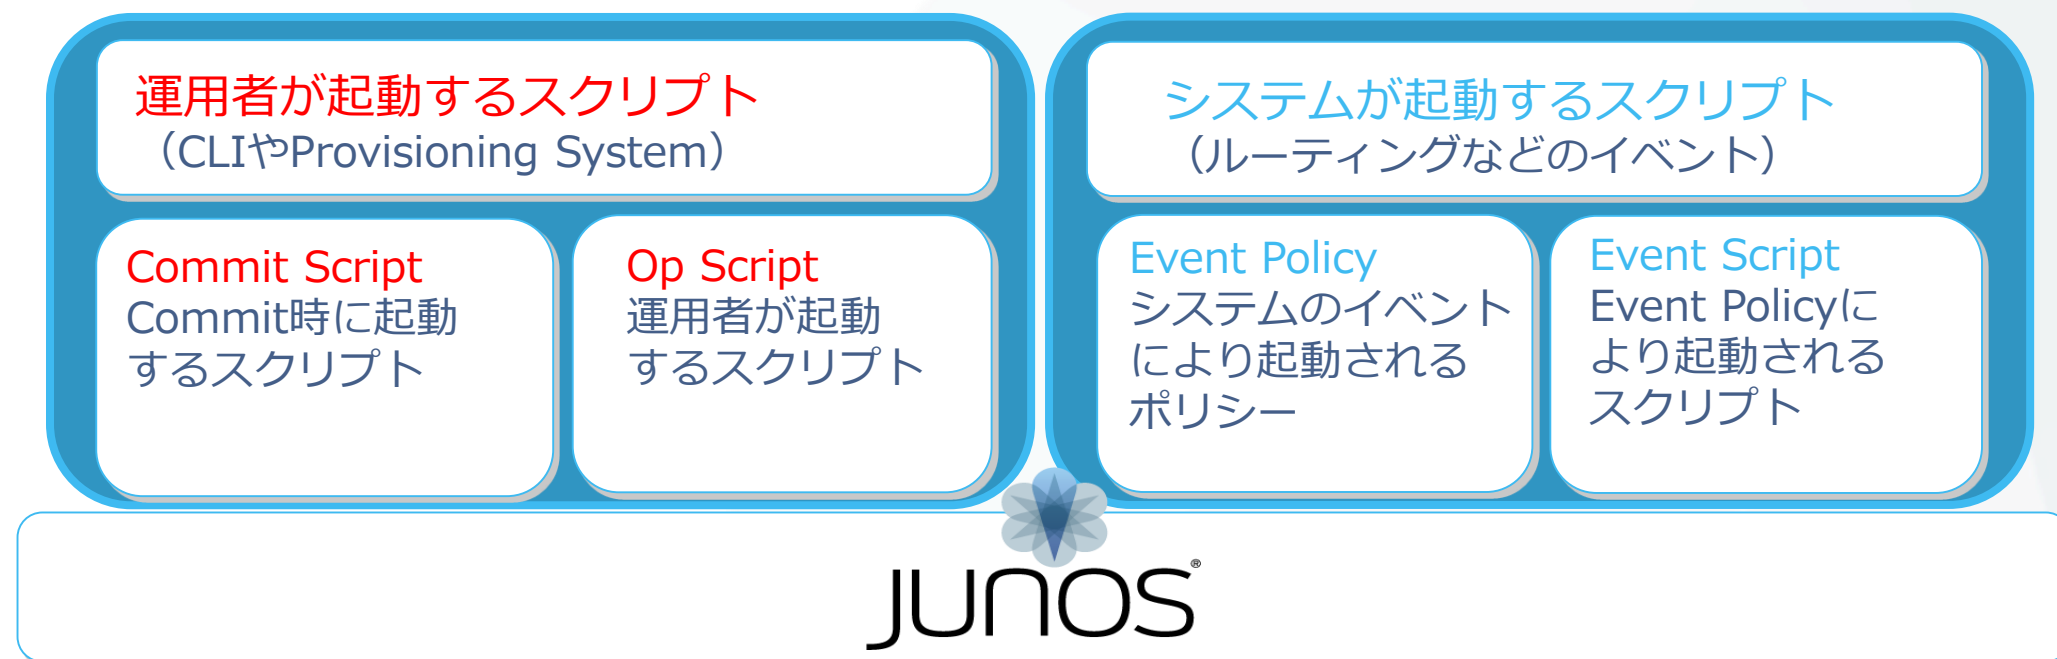 運用者が起動するスクリプト
（CLIやProvisioning System）
Commit Script
Commit時に起動
するスクリプト
Op Script
運用者が起動
するスクリプト
システムが起動するスクリプト
（ルーティングなどのイベント）
Event Policy
システムのイベント
により起動される
ポリシー
Event Script
Event Policyに
より起動される
スクリプト
JUNOS®